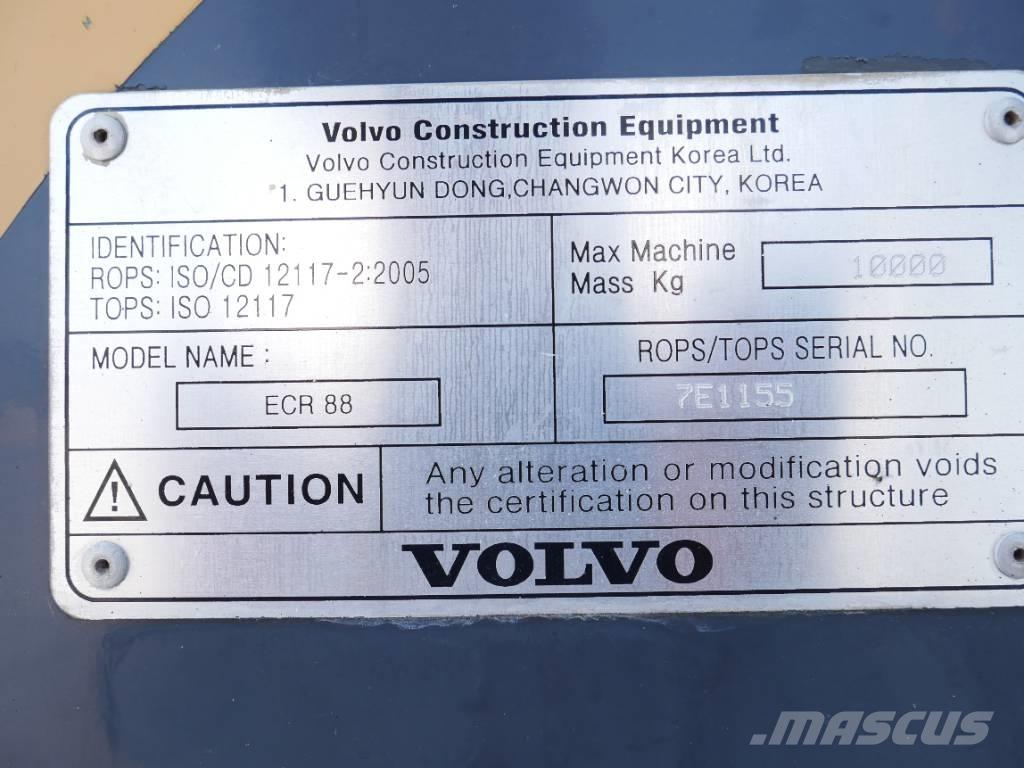 Volvo Construction Equipment
Volvo Construction Equipment Korea Ltd.
1. GUEHYUN DONG,CHANGWON CITY, KOREA
IDENTIFICATION:
ROPS: ISO/CD 12117-2:2005
TOPS: ISO 12117
Max Machine
Mass Kg
10000
MODEL NAME :
ECR 88
ROPS/TOPS SERIAL NO.
7E1155
CAUTION
Any alteration or modification voids
the certification on this structure
VOLVO
MASCUS